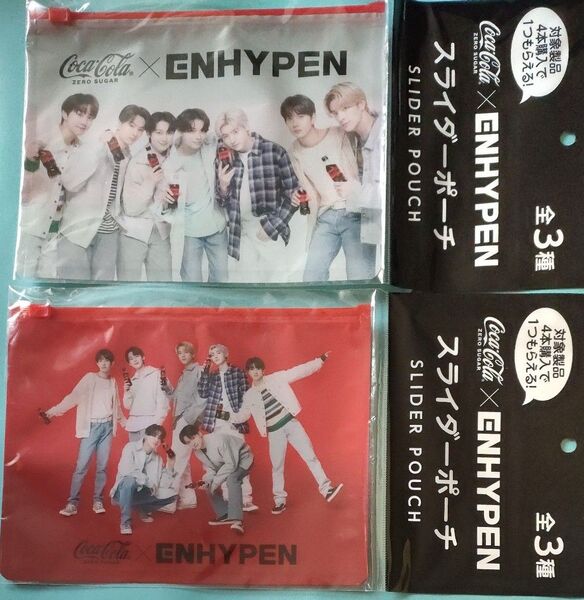 Coca-Cola × ENHYPEN
ZERO SUGAR
対象製品
4本購入で
1つもらえる!
Coca-Cola × ENHYPEN
ZERO SUGAR
スライダーポーチ
SLIDER POUCH
全3種
Coca-Cola × ENHYPEN
ZERO SUGAR
対象製品
4本購入で
1つもらえる!
Coca-Cola × ENHYPEN
ZERO SUGAR
スライダーポーチ
SLIDER POUCH
全3種